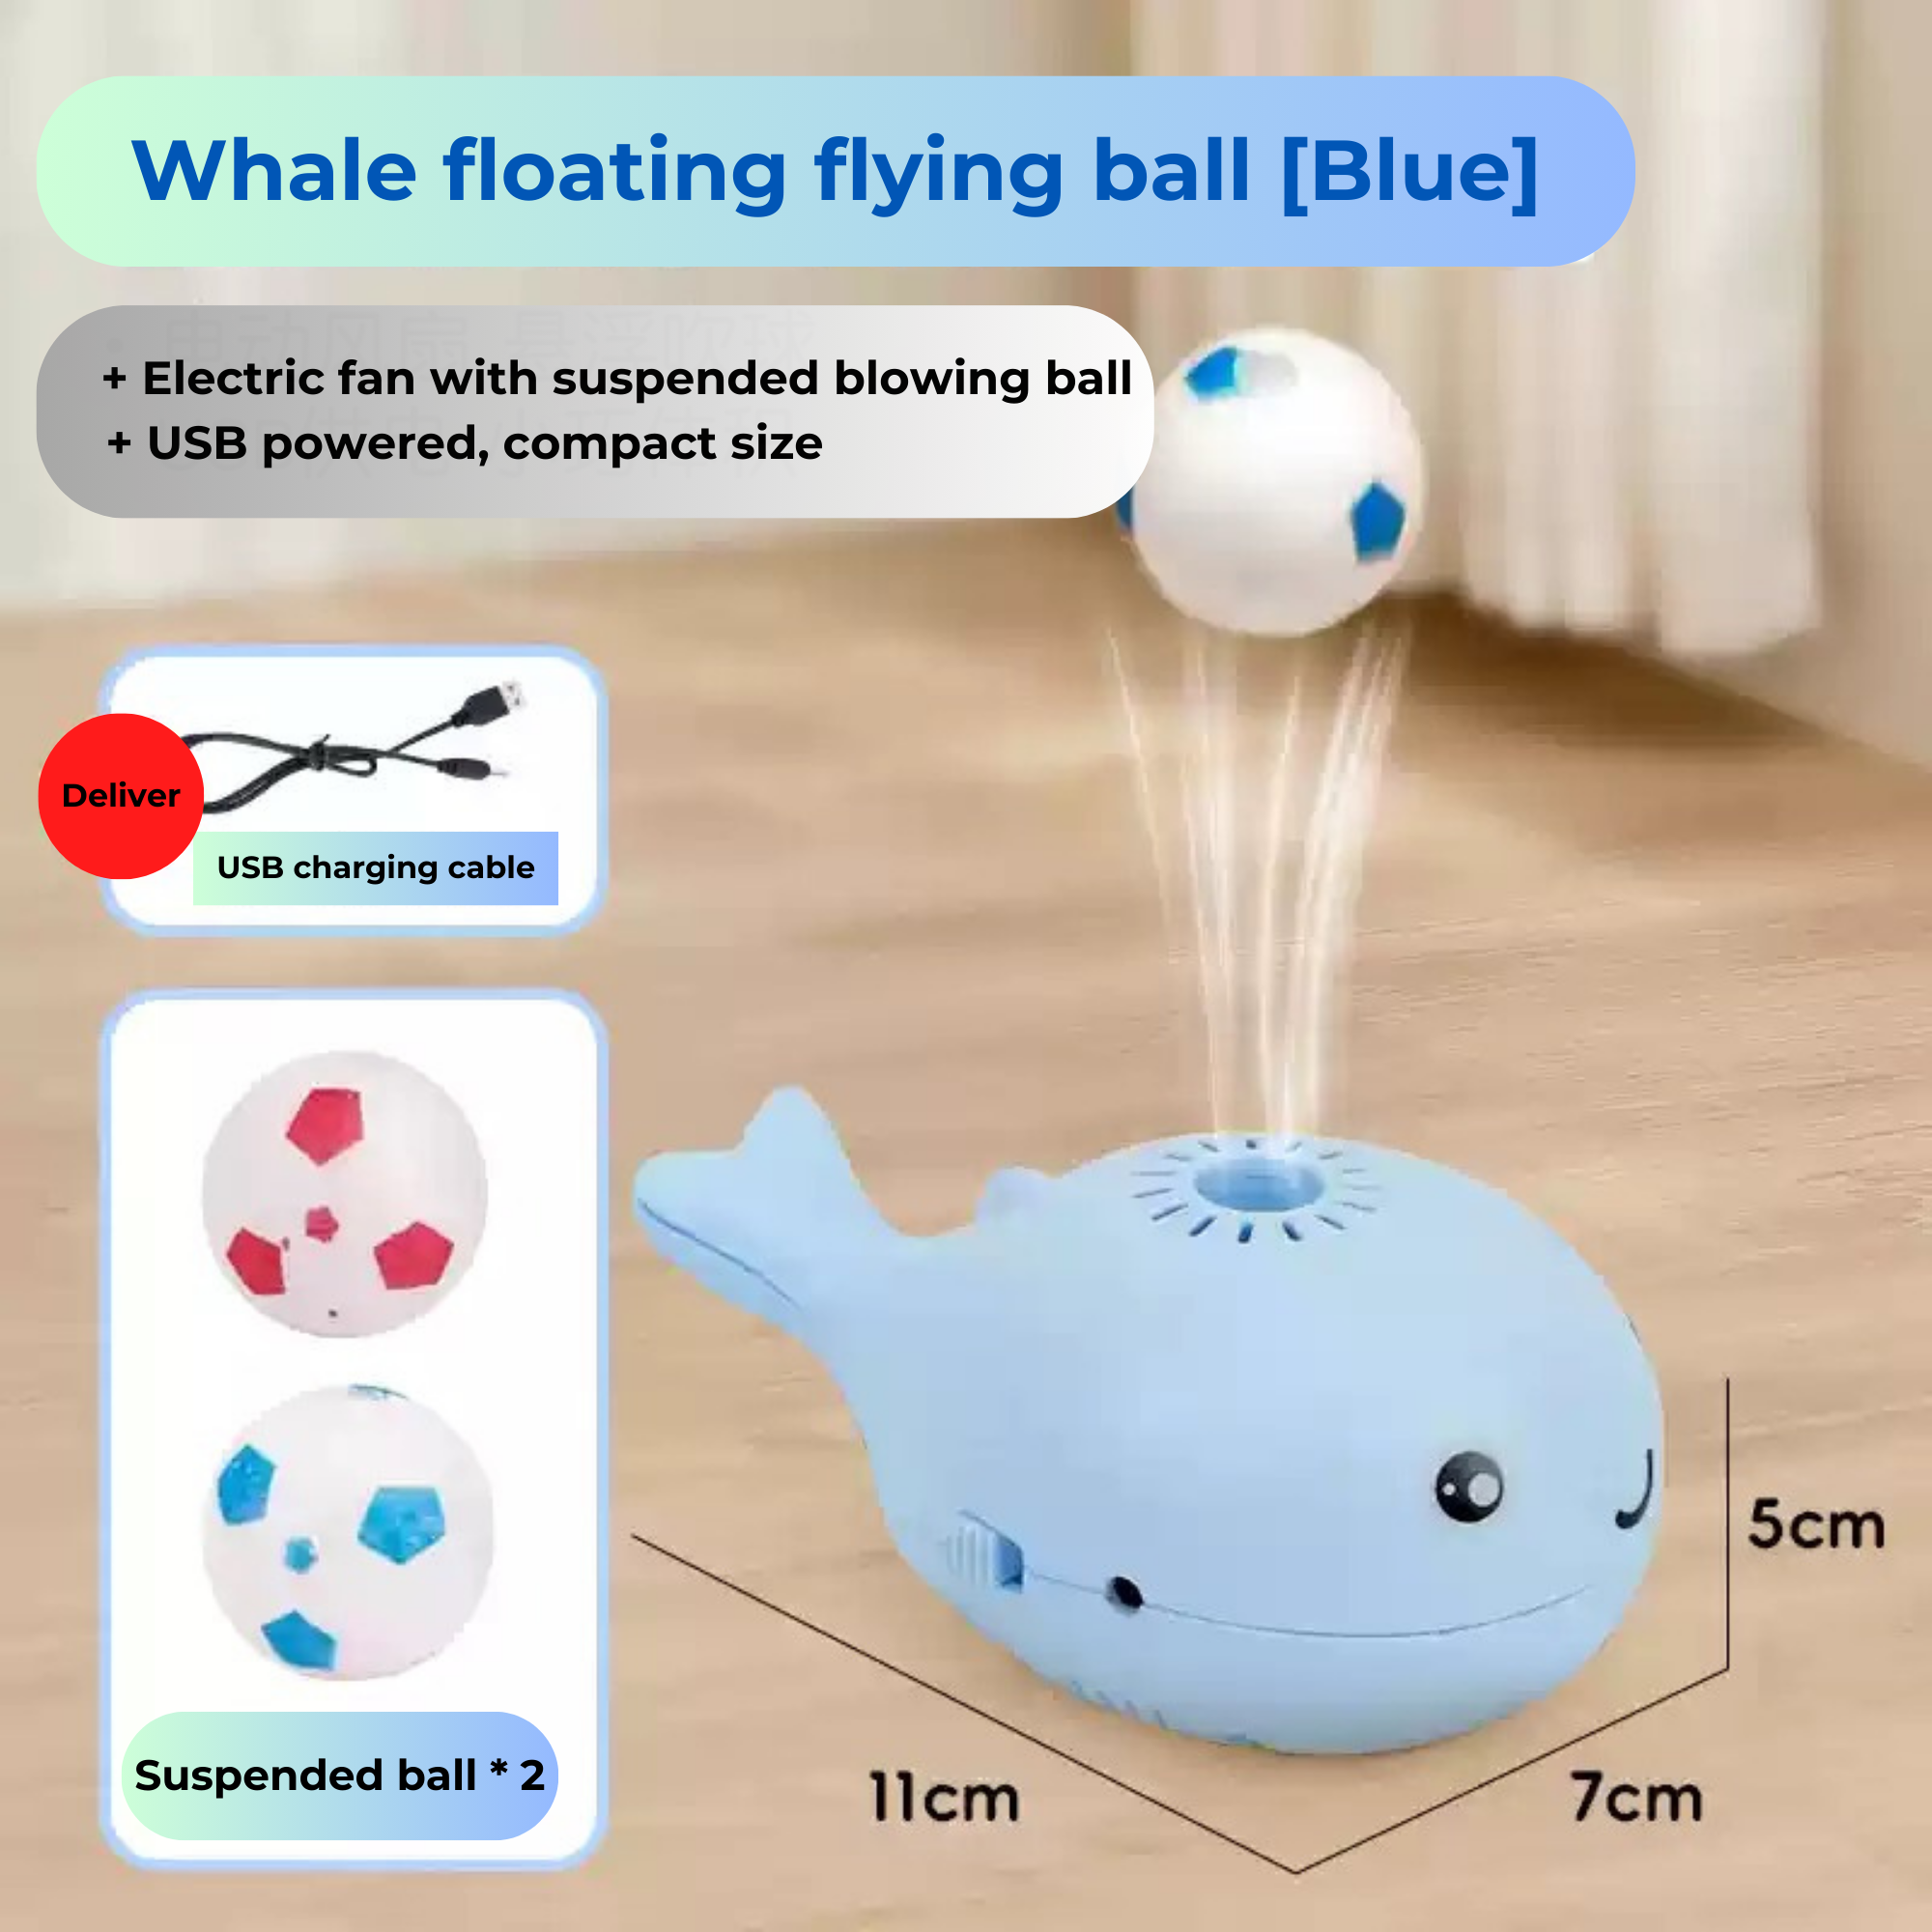 Whale floating flying ball [Blue]
+ Electric fan with suspended blowing ball
+ USB powered, compact size
Deliver
USB charging cable
Suspended ball * 2
5cm
11cm
7cm